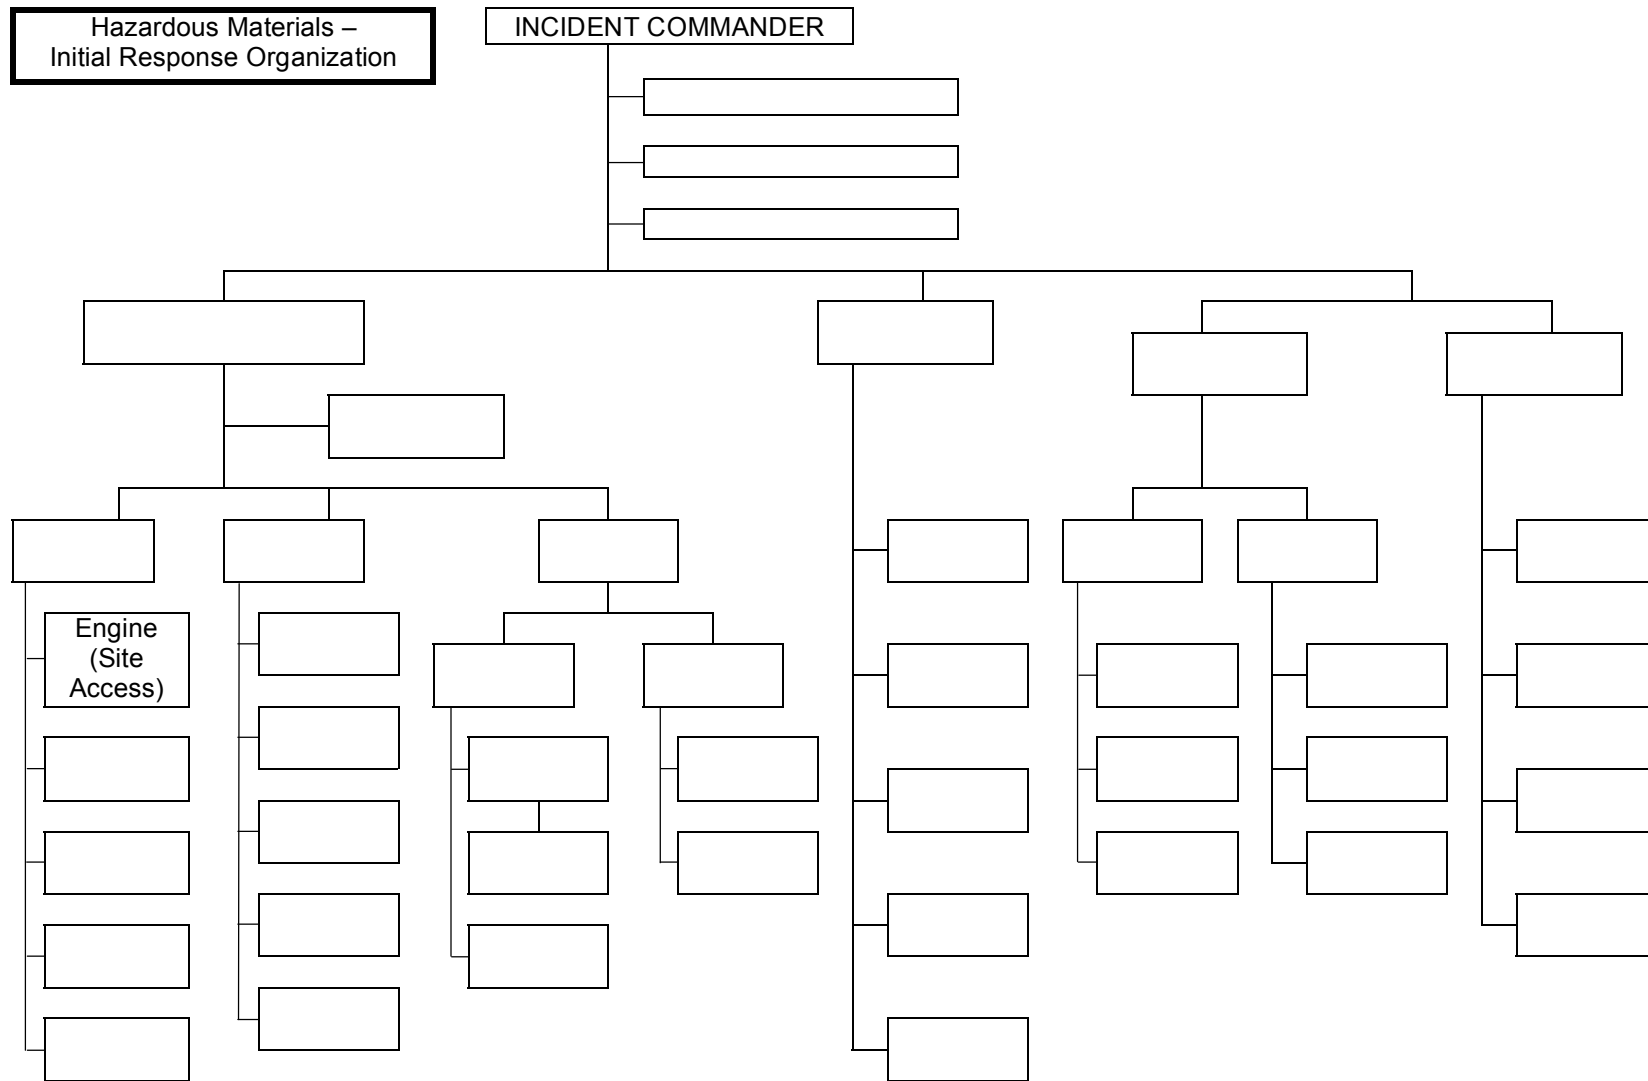 Hazardous Materials –
Initial Response Organization
INCIDENT COMMANDER
Engine
(Site
Access)